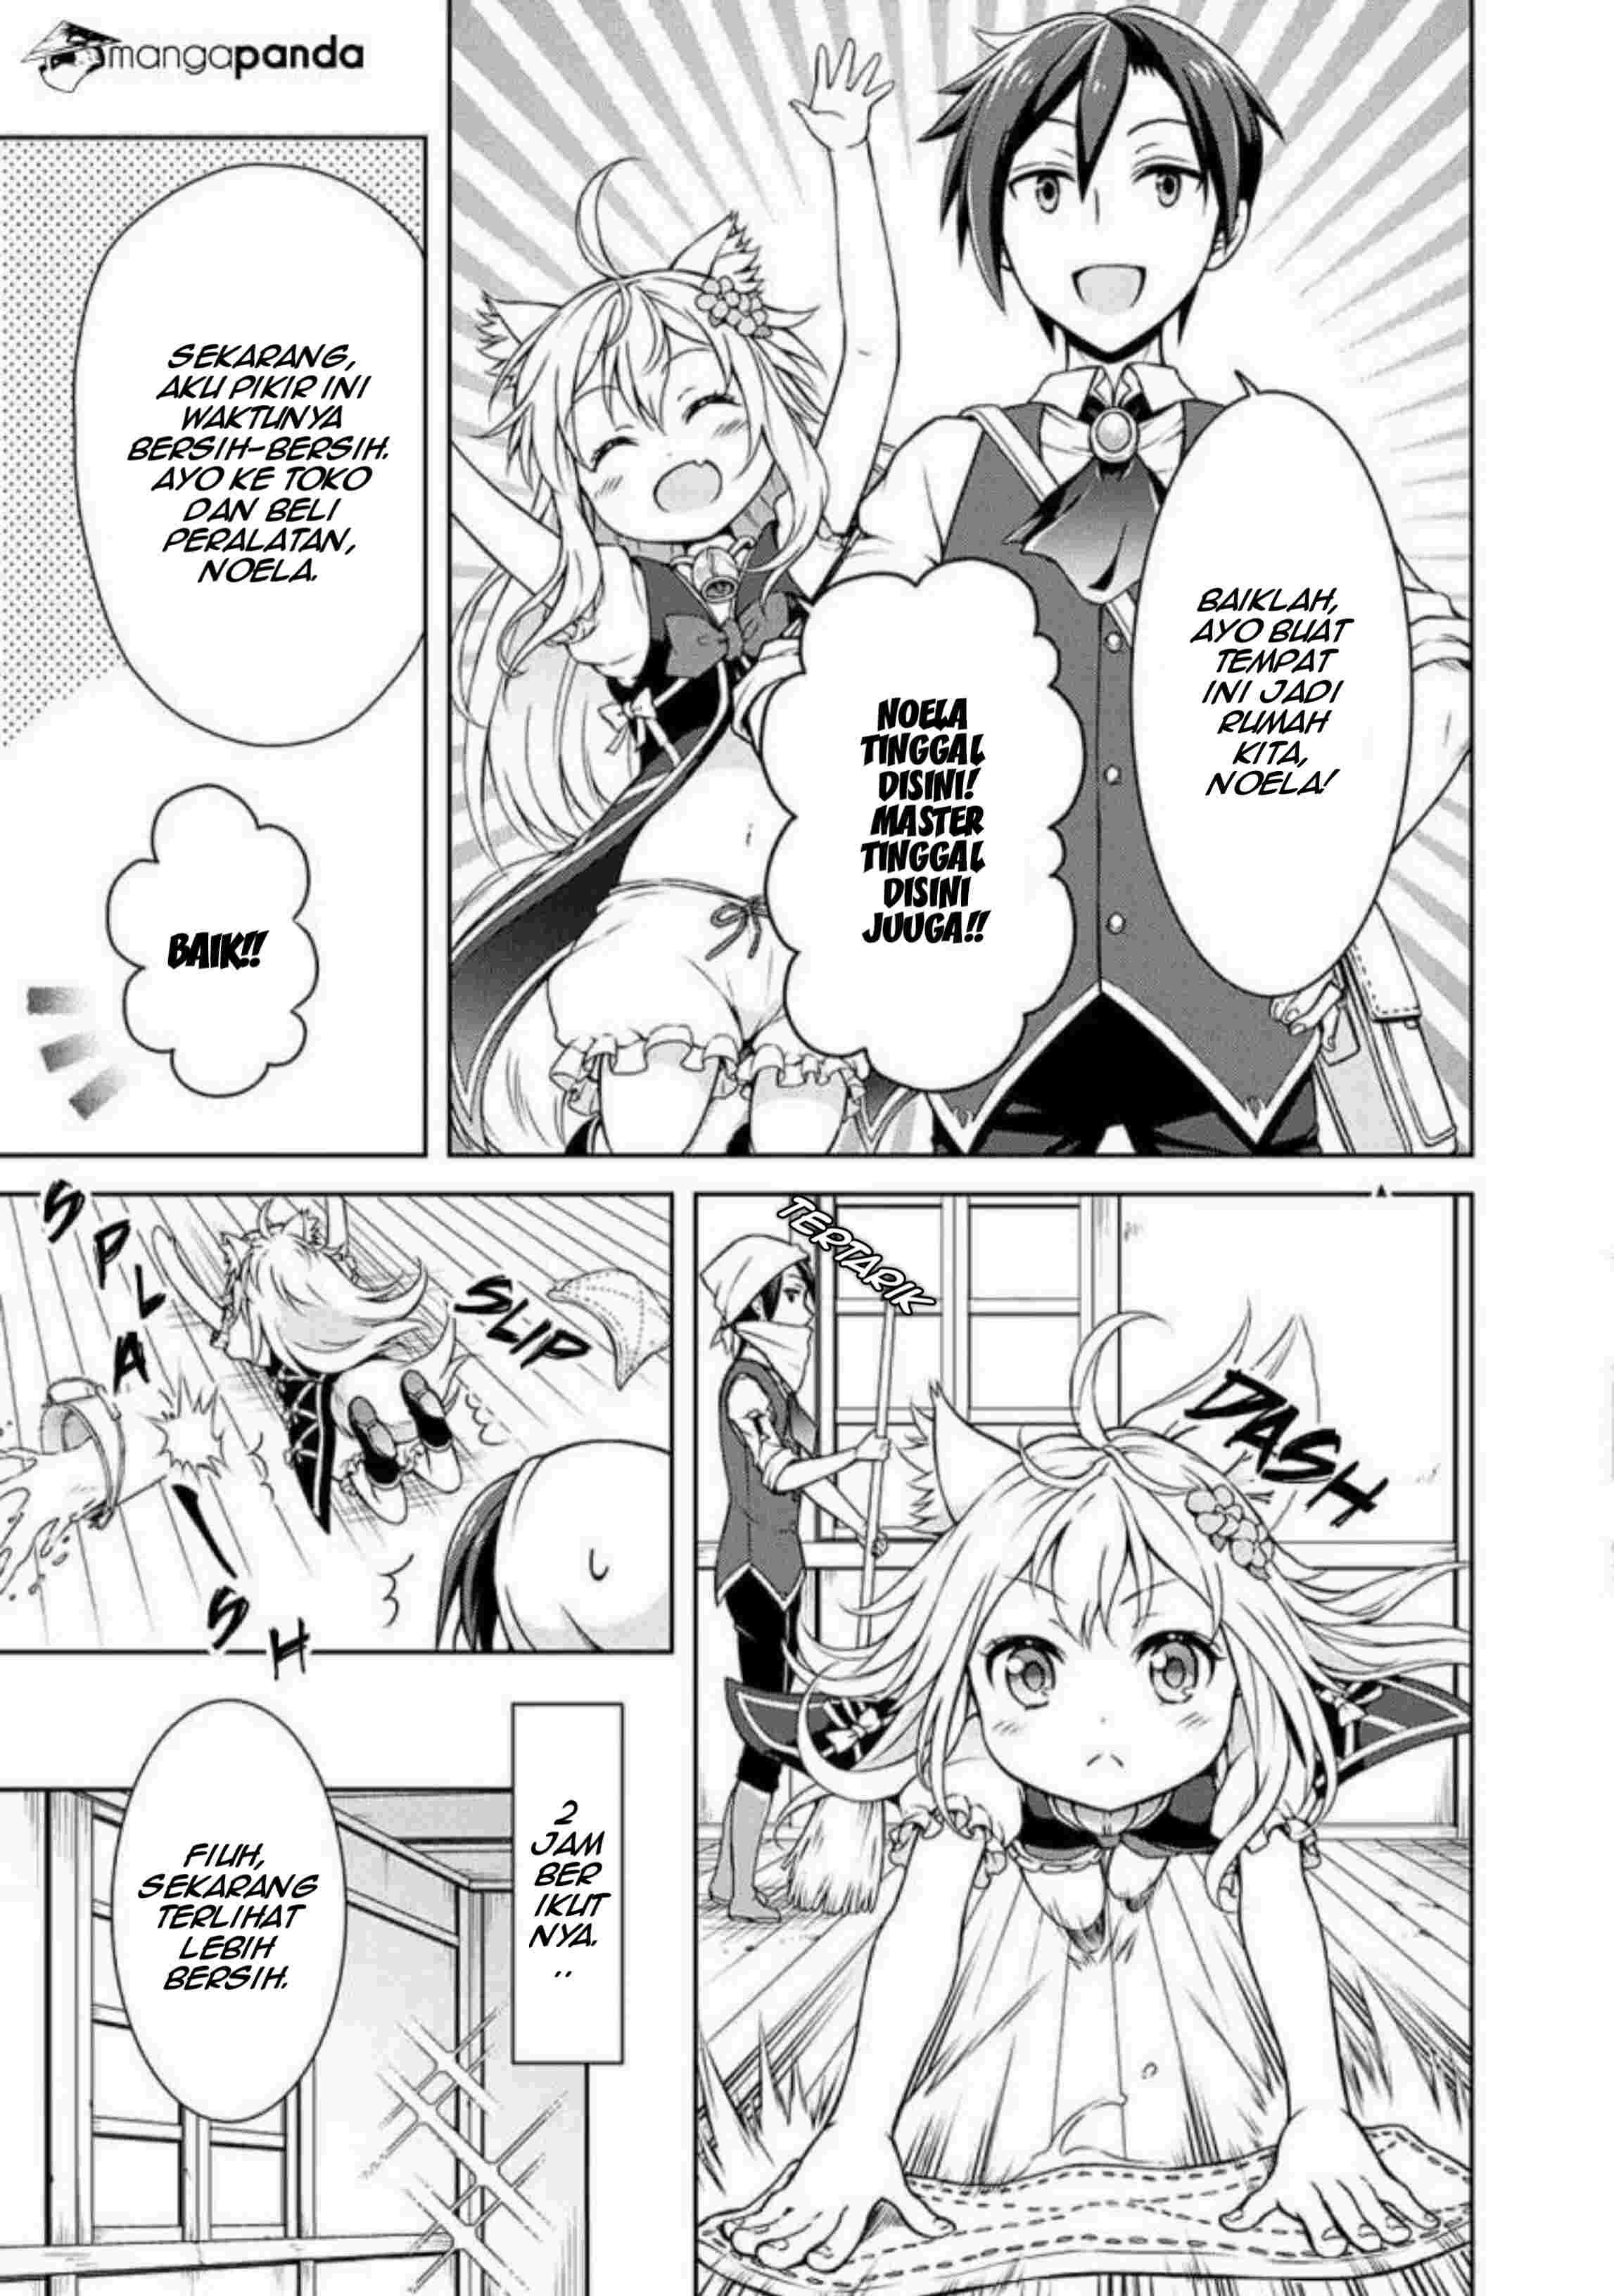 mangapanda
BAIKLAH,
AYO BUAT
TEMPAT
INI JADI
RUMAH
KITA,
NOELA!
NOELA
TINGGAL
DISINI!
MASTER
TINGGAL
DISINI
JUUGA!!
SEKARANG,
AKU PIKIR INI
WAKTUNYA
BERSIH-BERSIH.
AYO KE TOKO
DAN BELI
PERALATAN,
NOELA.
BAIK!!
TERTARIK
DASH
SLIP
SPLA-ISH
2
JAM
BER
IKUT
NYA.
..
FIUH,
SEKARANG
TERLIHAT
LEBIH
BERSIH.